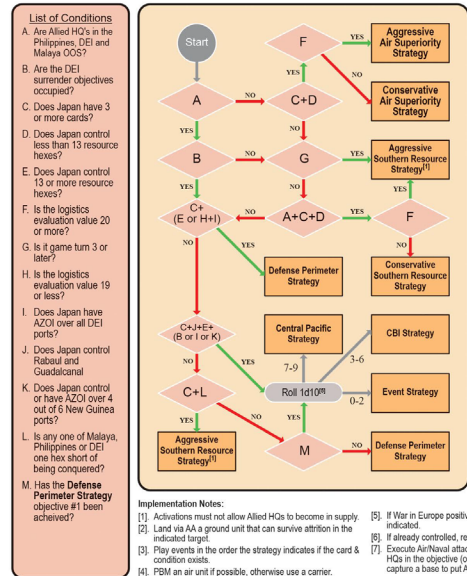 List of Conditions
A. Are Allied HQ's in the
Philippines, DEI and
Malaya OOS?
B. Are the DEI
surrender objectives
occupied?
C. Does Japan have 3
or more cards?
D. Does Japan control
less than 13 resource
hexes?
E. Does Japan control
13 or more resource
hexes?
F. Is the logistics
evaluation value 20
or more?
G. Is it game turn 3 or
later?
H. Is the logistics
evaluation value 19
or less?
I. Does Japan have
AZOI over all DEI
ports?
J. Does Japan control
Rabaul and
Guadalcanal
K. Does Japan control
or have AZOI over 4
out of 6 New Guinea
ports?
L. Is any one of Malaya,
Philippines or DEI
one hex short of
being conquered?
M. Has the Defense
Perimeter Strategy
objective #1 been
acheived?
Start
F
YES
Aggressive
Air Superiority
Strategy
NO
YES
Conservative
Air Superiority
Strategy
A
NO
C+D
YES
NO
B
NO
G
YES
Aggressive
Southern Resource
Strategy[1]
YES
NO
YES
C+
(E or H+I)
NO
A+C+D
YES
F
YES
NO
NO
Defense Perimeter
Strategy
Conservative
Southern Resource
Strategy
C+J+E+
(B or I or K)
YES
Central Pacific
Strategy
CBI Strategy
7-9
3-6
NO
Roll 1d10[8]
0-2
Event Strategy
C+L
NO
YES
YES
Aggressive
Southern Resource
Strategy[1]
M
NO
Defense Perimeter
Strategy
Implementation Notes:
[1]. Activations must not allow Allied HQs to become in supply.
[2]. Land via AA a ground unit that can survive attrition in the
indicated target.
[3]. Play events in the order the strategy indicates if the card &
condition exists.
[4]. PBM an air unit if possible, otherwise use a carrier.
[5]. If War in Europe positiv
indicated.
[6]. If already controlled, re
[7]. Execute Air/Naval attac
HQs in the objective (o
capture a base to put A